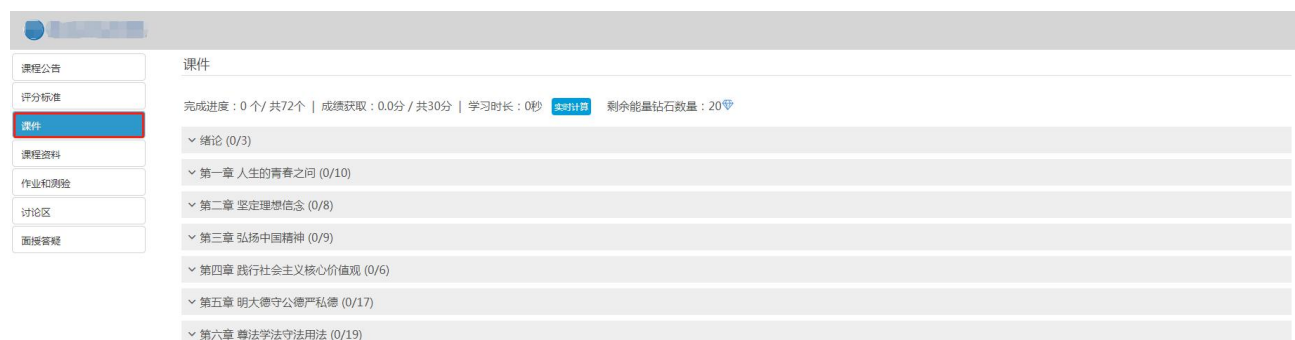 课程公告
评分标准
课件
课程资料
作业和测验
讨论区
面授答疑
课件
完成进度：0 个/ 共72个 | 成绩获取：0.0分 / 共30分 | 学习时长：0秒 实时计算 剩余能量钻石数量：20
绪论 (0/3)
第一章 人生的青春之问 (0/10)
第二章 坚定理想信念 (0/8)
第三章 弘扬中国精神 (0/9)
第四章 践行社会主义核心价值观 (0/6)
第五章 明大德守公德严私德 (0/17)
第六章 尊法学法守法用法 (0/19)